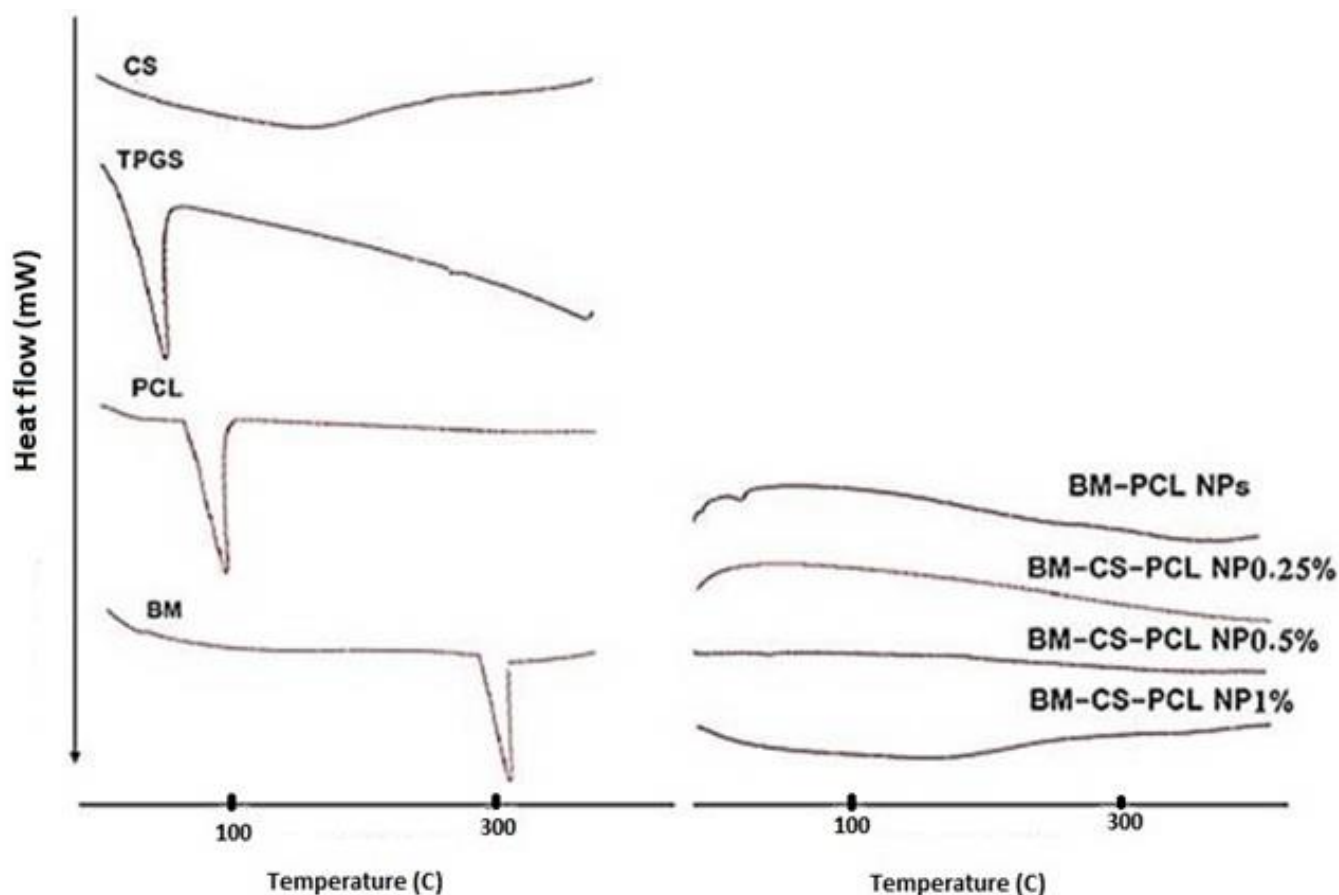 CS
TPGS
PCL
BM
Heat flow (mW)
100
300
Temperature (C)
BM-PCL NPs
BM-CS-PCL NP0.25%
BM-CS-PCL NP0.5%
BM-CS-PCL NP1%
100
300
Temperature (C)